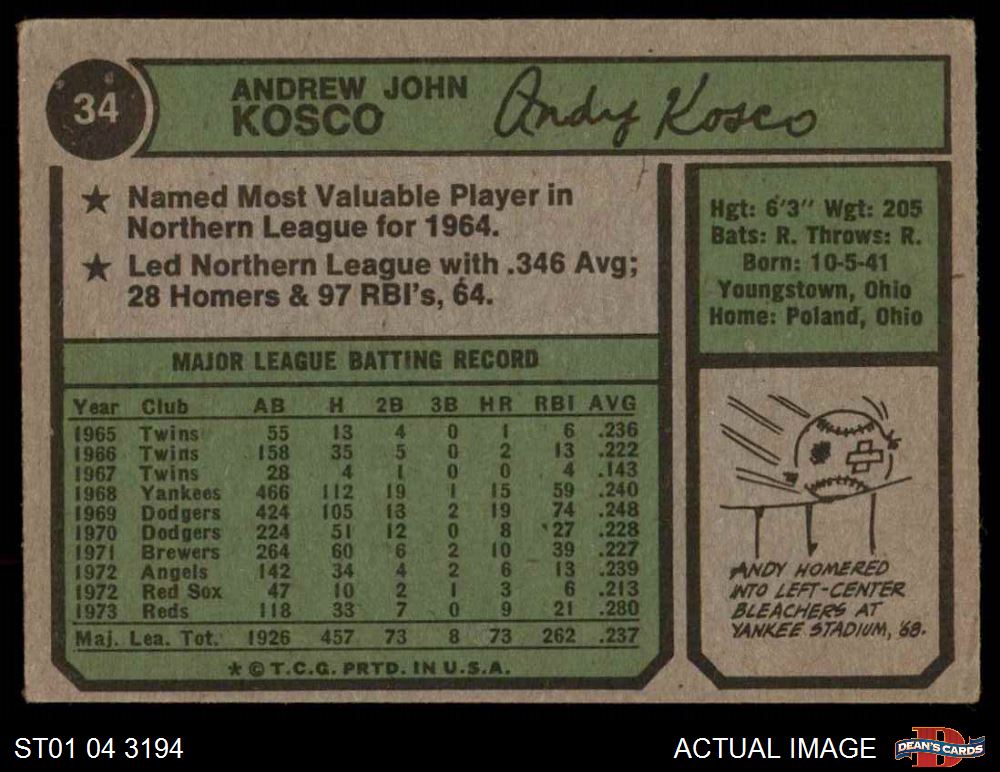 34
ANDREW JOHN
KOSCO
Andy Kosco
★ Named Most Valuable Player in
Northern League for 1964.
★ Led Northern League with .346 Avg;
28 Homers & 97 RBI's, 64.
Hgt: 6'3" Wgt: 205
Bats: R. Throws: R.
Born: 10-5-41
Youngstown, Ohio
Home: Poland, Ohio
MAJOR LEAGUE BATTING RECORD
Year Club AB H 2B 3B HR RBI AVG
1965 Twins 55 13 4 0 1 6 .236
1966 Twins 158 35 5 0 2 13 .222
1967 Twins 28 4 1 0 0 4 .143
1968 Yankees 466 112 19 1 15 59 .240
1969 Dodgers 424 105 13 2 19 74 .248
1970 Dodgers 224 51 12 0 8 27 .228
1971 Brewers 264 60 6 2 10 39 .227
1972 Angels 142 34 4 2 6 13 .239
1972 Red Sox 47 10 2 1 3 6 .213
1973 Reds 118 33 7 0 9 21 .280
Maj. Lea. Tot. 1926 457 73 8 73 262 .237
* © T.C.G. PRTD. IN U.S.A.
ANDY HOMERED
INTO LEFT-CENTER
BLEACHERS AT
YANKEE STADIUM, '68.
ST01 04 3194
ACTUAL IMAGE
D
DEAN'S CARDS